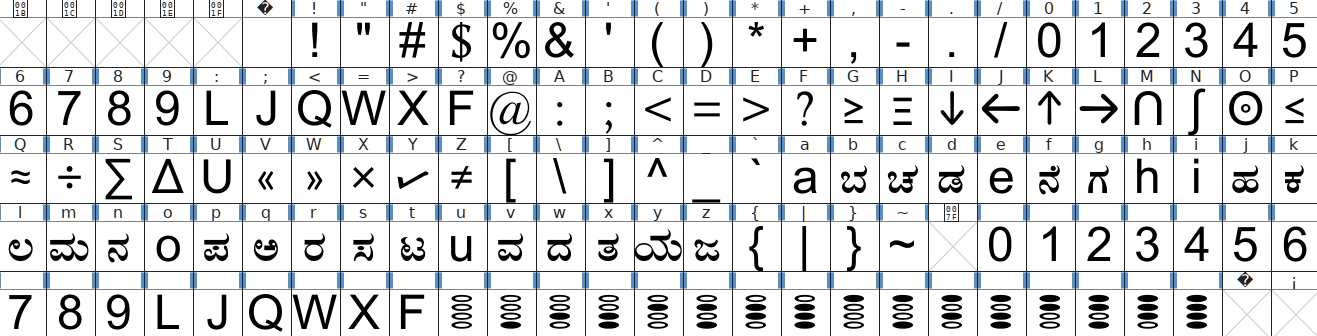 001B 001C 001D 001E 001F � ! " # $ % & ' ( ) * + , - . / 0 1 2 3 4 5
! " # $ % & ' ( ) * + , - . / 0 1 2 3 4 5
6 7 8 9 : ; < = > ? @ A B C D E F G H I J K L M N O P
6 7 8 9 L J Q W X F @ : ; < = > ? ≥ Ξ ↓ ← ↑ → ∩ ∫ ⊙ ≤
Q R S T U V W X Y Z [ \ ] ^ _ ` a b c d e f g h i j k
≈ ÷ ∑ Δ U « » × ✓ ≠ [ \ ] ^ _ ` a ಬ ಚ ಡ e ನೆ ಗ h i ಹ ಕ
l m n o p q r s t u v w x y z { | } ~ 007F
ಲ ಮ ನ o ಪ ಅ ರ ಸ ಟ u ವ ದ ತ ಯ ಜ { | } ~ 0 1 2 3 4 5 6
� ¡
7 8 9 L J Q W X F